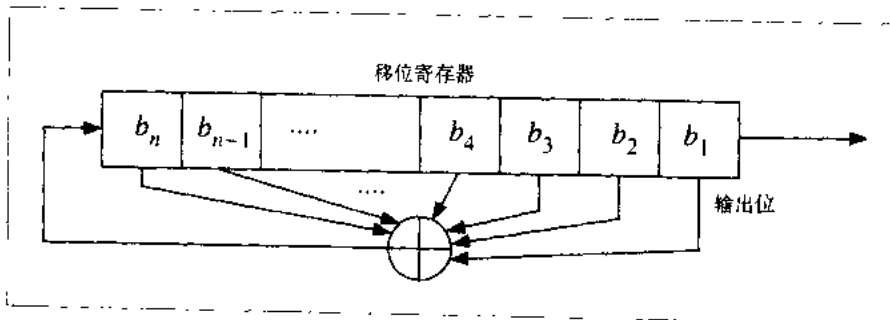 移位寄存器
b_n b_{n-1} .... b_4 b_3 b_2 b_1
....
输出位